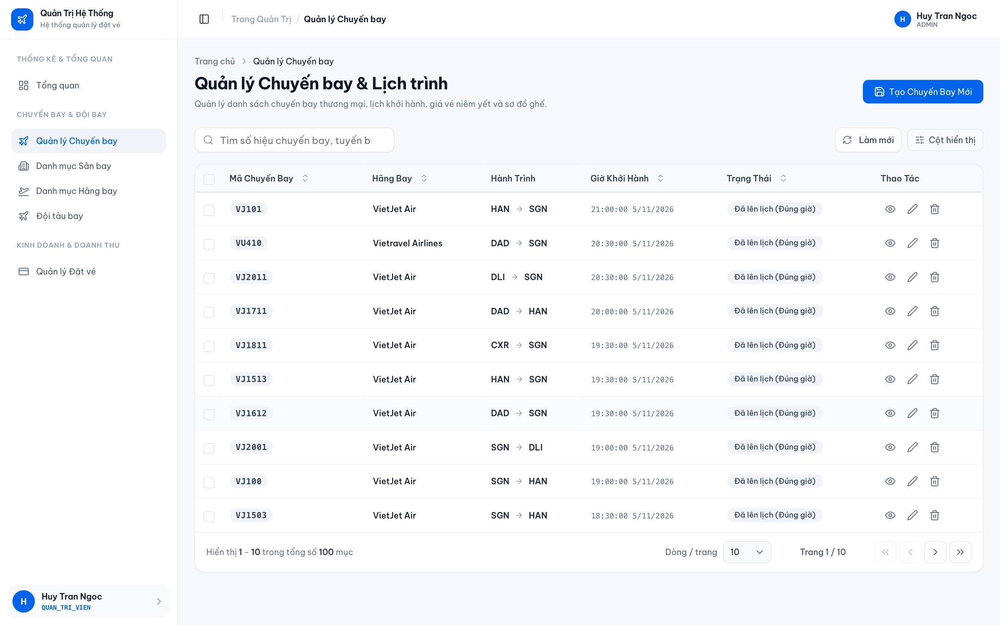 Quản Trị Hệ Thống
Hệ thống quản lý đặt vé
THỐNG KÊ & TỔNG QUAN
Tổng quan
CHUYẾN BAY & ĐỘI BAY
Quản lý Chuyến bay
Danh mục Sân bay
Danh mục Hãng bay
Đội tàu bay
KINH DOANH & DOANH THU
Quản lý Đặt vé
H
Huy Tran Ngoc
QUAN_TRI_VIEN
Trang Quản Trị / Quản lý Chuyến bay
H
Huy Tran Ngoc
ADMIN
Trang chủ > Quản lý Chuyến bay
Quản lý Chuyến bay & Lịch trình
Quản lý danh sách chuyến bay thương mại, lịch khởi hành, giá vé niêm yết và sơ đồ ghế.
Tạo Chuyến Bay Mới
Tìm số hiệu chuyến bay, tuyến
Làm mới
Cột hiển thị
Mã Chuyến Bay Hãng Bay Hành Trình Giờ Khởi Hành Trạng Thái Thao Tác
VJ101 VietJet Air HAN → SGN 21:00:00 5/11/2026 Đã lên lịch (Đúng giờ)
VU410 Vietravel Airlines DAD → SGN 20:30:00 5/11/2026 Đã lên lịch (Đúng giờ)
VJ2011 VietJet Air DLI → SGN 20:30:00 5/11/2026 Đã lên lịch (Đúng giờ)
VJ1711 VietJet Air DAD → HAN 20:00:00 5/11/2026 Đã lên lịch (Đúng giờ)
VJ1811 VietJet Air CXR → SGN 19:30:00 5/11/2026 Đã lên lịch (Đúng giờ)
VJ1513 VietJet Air HAN → SGN 19:30:00 5/11/2026 Đã lên lịch (Đúng giờ)
VJ1612 VietJet Air DAD → SGN 19:30:00 5/11/2026 Đã lên lịch (Đúng giờ)
VJ2001 VietJet Air SGN → DLI 19:00:00 5/11/2026 Đã lên lịch (Đúng giờ)
VJ100 VietJet Air SGN → HAN 19:00:00 5/11/2026 Đã lên lịch (Đúng giờ)
VJ1503 VietJet Air SGN → HAN 18:30:00 5/11/2026 Đã lên lịch (Đúng giờ)
Hiển thị 1 - 10 trong tổng số 100 mục
Dòng / trang 10
Trang 1 / 10